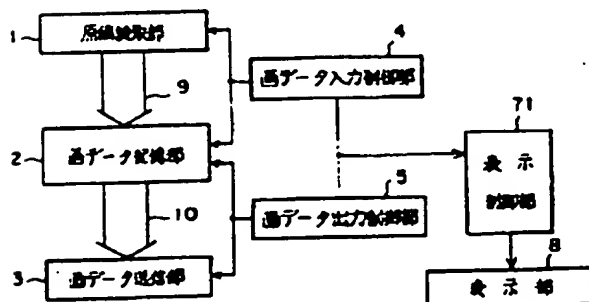 1
原稿読取部
4
9
画データ入力制御部
71
2
画データ記憶部
表示
制御部
5
10
画データ出力制御部
8
3
画データ送信部
表示部